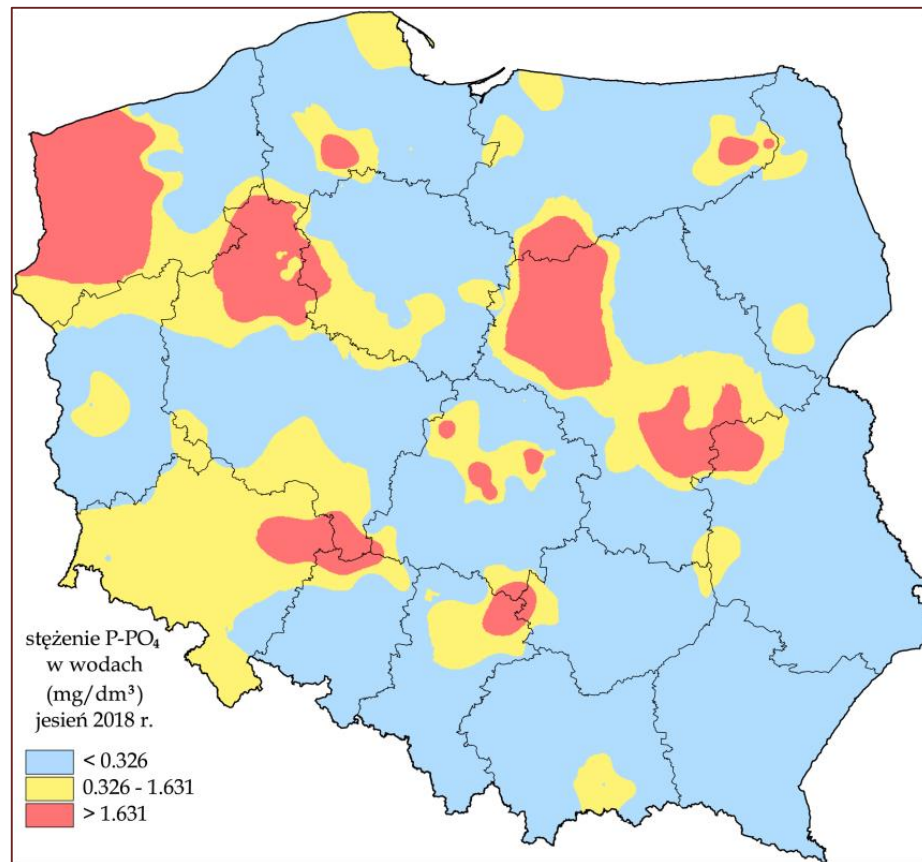 stężenie P-PO₄
w wodach
(mg/dm³)
jesień 2018 r.
< 0.326
0.326 - 1.631
> 1.631